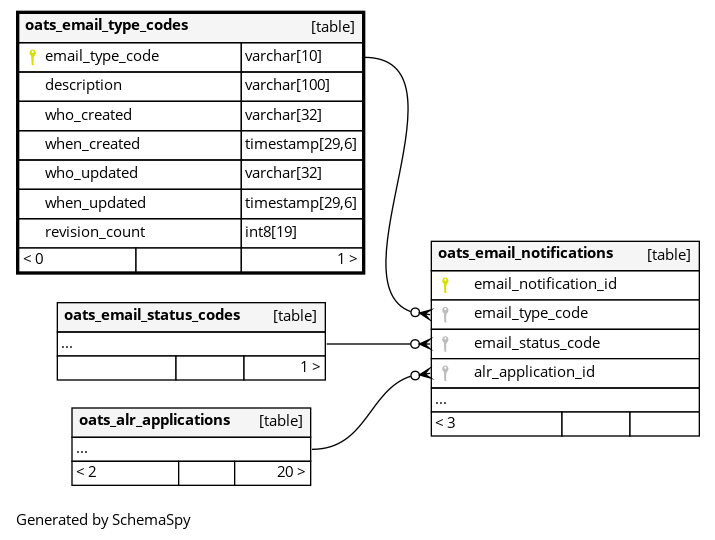 oats_email_type_codes [table]
email_type_code varchar[10]
description varchar[100]
who_created varchar[32]
when_created timestamp[29,6]
who_updated varchar[32]
when_updated timestamp[29,6]
revision_count int8[19]
< 0 1 >
oats_email_notifications [table]
email_notification_id
email_type_code
email_status_code
alr_application_id
...
< 3
oats_email_status_codes [table]
...
1 >
oats_alr_applications [table]
...
< 2 20 >
Generated by SchemaSpy